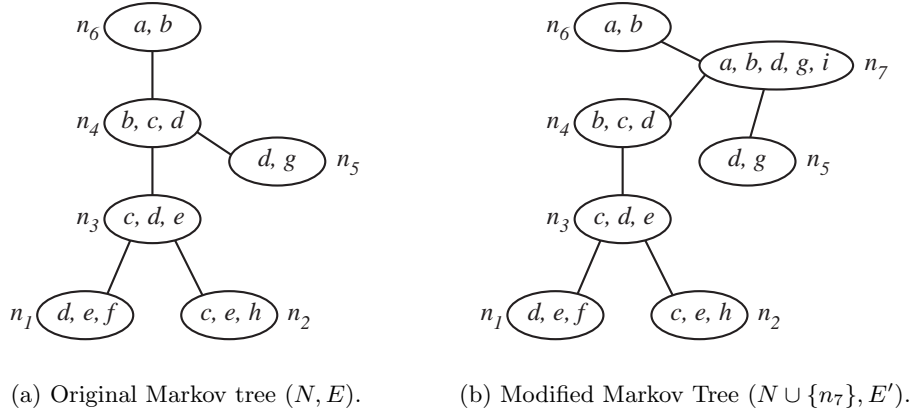 n6 a, b
n4 b, c, d
d, g n5
n3 c, d, e
n1 d, e, f
c, e, h n2
(a) Original Markov tree (N, E).
n6 a, b
a, b, d, g, i n7
n4 b, c, d
d, g n5
n3 c, d, e
n1 d, e, f
c, e, h n2
(b) Modified Markov Tree (N ∪ {n7}, E′).